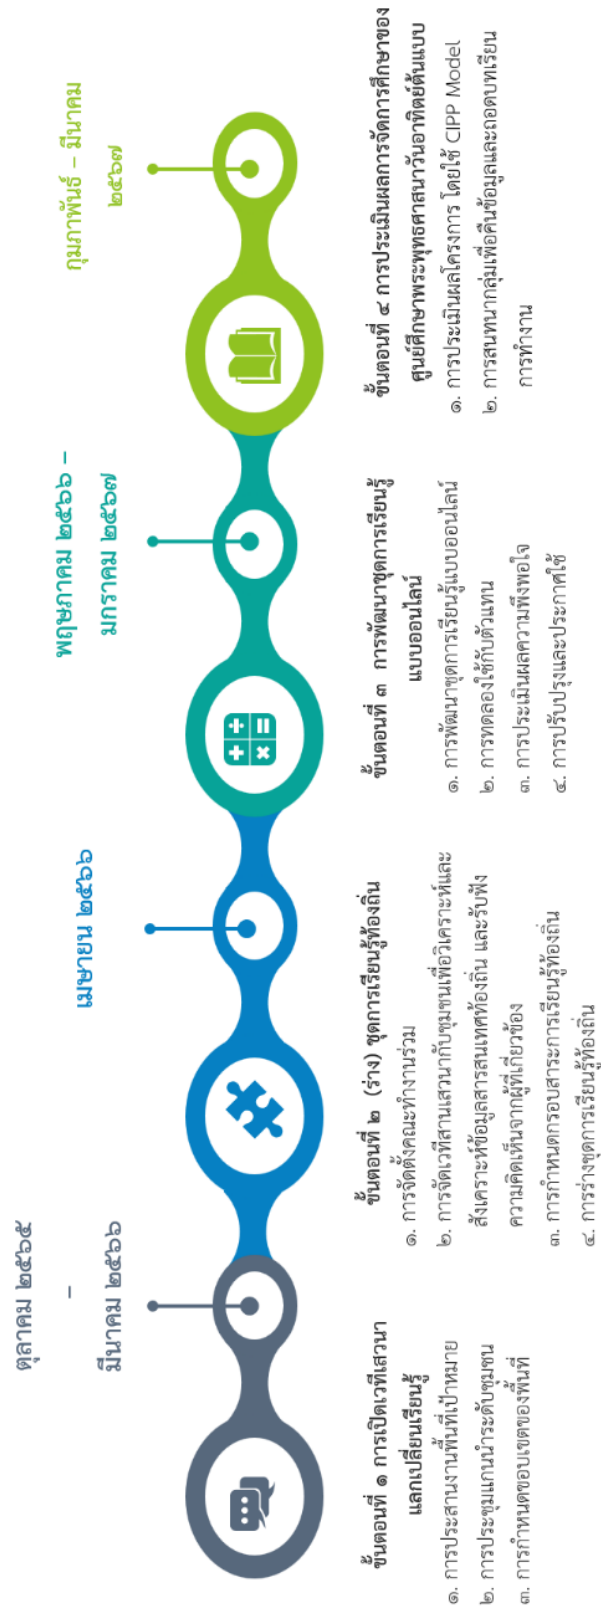 ตุลาคม ๒๕๖๕
–
มีนาคม ๒๕๖๖
ขั้นตอนที่ ๑ การเปิดเวทีเสวนา
แลกเปลี่ยนเรียนรู้
๑. การประสานงานพื้นที่เป้าหมาย
๒. การประชุมแกนนำระดับชุมชน
๓. การกำหนดขอบเขตของพื้นที่
เมษายน ๒๕๖๖
ขั้นตอนที่ ๒ (ร่าง) ชุดการเรียนรู้ท้องถิ่น
๑. การจัดตั้งคณะทำงานร่วม
๒. การจัดเวทีสานเสวนากับชุมชนเพื่อวิเคราะห์และ
สังเคราะห์ข้อมูลสารสนเทศท้องถิ่น และรับฟัง
ความคิดเห็นจากผู้ที่เกี่ยวข้อง
๓. การกำหนดกรอบสาระการเรียนรู้ท้องถิ่น
๔. การร่างชุดการเรียนรู้ท้องถิ่น
พฤษภาคม ๒๕๖๖ –
มกราคม ๒๕๖๗
ขั้นตอนที่ ๓ การพัฒนาชุดการเรียนรู้
แบบออนไลน์
๑. การพัฒนาชุดการเรียนรู้แบบออนไลน์
๒. การทดลองใช้กับตัวแทน
๓. การประเมินผลความพึงพอใจ
๔. การปรับปรุงและประกาศใช้
กุมภาพันธ์ – มีนาคม
๒๕๖๗
ขั้นตอนที่ ๔ การประเมินผลการจัดการศึกษาของ
ศูนย์ศึกษาพระพุทธศาสนาวันอาทิตย์ต้นแบบ
๑. การประเมินผลโครงการ โดยใช้ CIPP Model
๒. การสนทนากลุ่มเพื่อคืนข้อมูลและถอดบทเรียน
การทำงาน